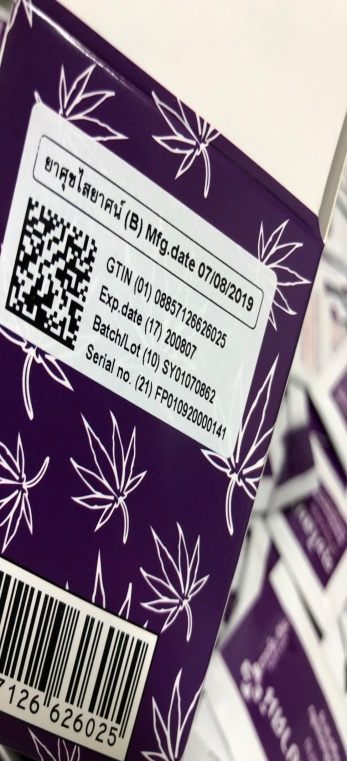 ยาศุขไสยาศน์ (B) Mfg.date 07/08/2019
GTIN (01) 08857126626025
Exp.date (17) 200807
Batch/Lot (10) SY01070862
Serial no. (21) FP010920000141
7126 626025